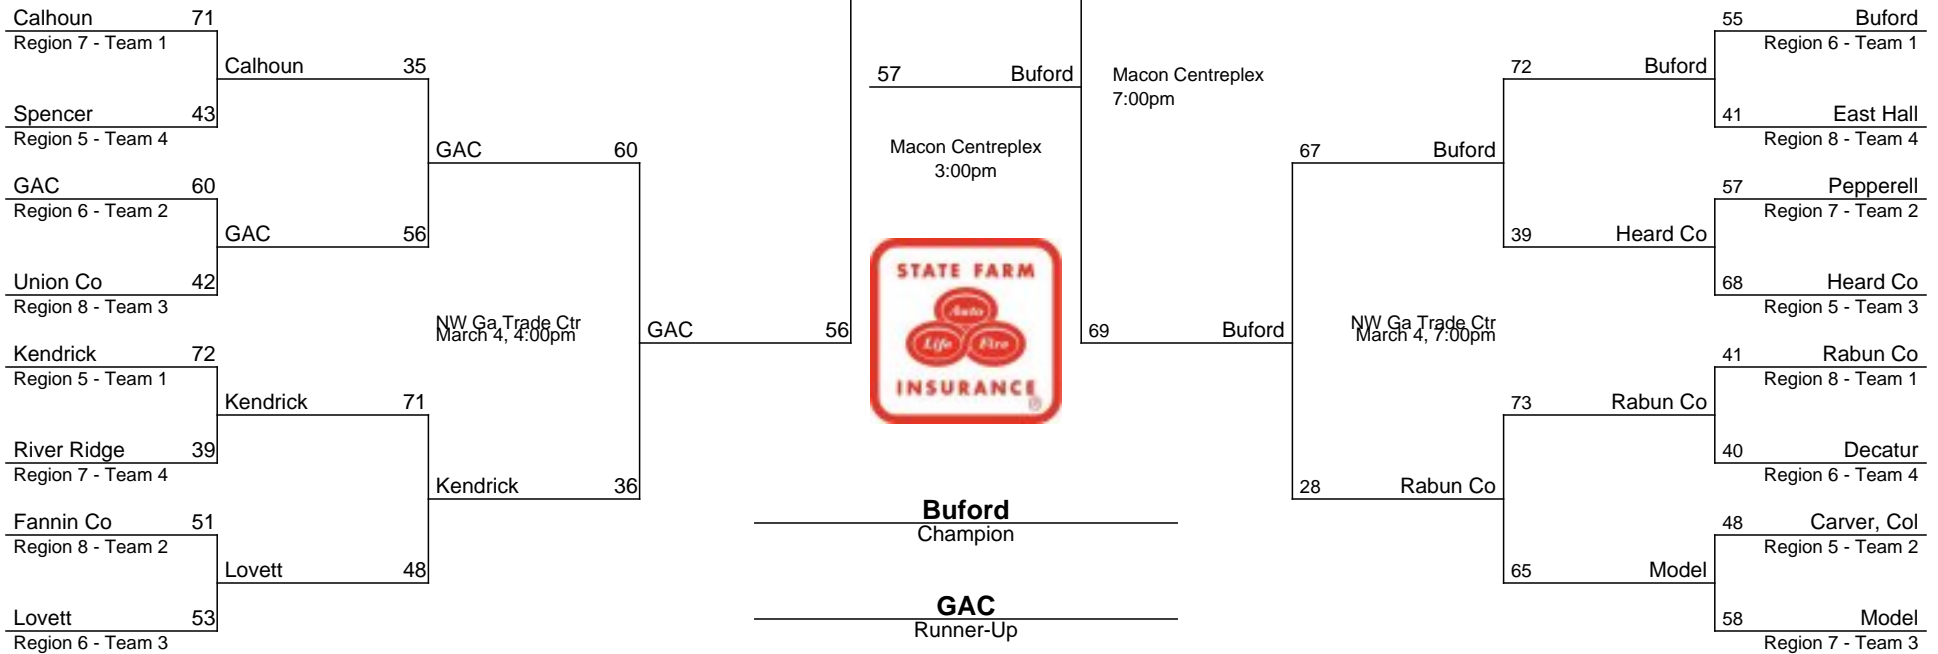 Calhoun 71
Region 7 - Team 1
Calhoun 35
Spencer 43
Region 5 - Team 4
GAC 60
GAC 60
Region 6 - Team 2
GAC 56
Union Co 42
Region 8 - Team 3
NW Ga Trade Ctr
March 4, 4:00pm
GAC 56
Kendrick 72
Region 5 - Team 1
Kendrick 71
River Ridge 39
Region 7 - Team 4
Kendrick 36
Fannin Co 51
Region 8 - Team 2
Lovett 48
Lovett 53
Region 6 - Team 3
57 Buford
Macon Centreplex
7:00pm
Macon Centreplex
3:00pm
STATE FARM
Auto
Life Fire
INSURANCE
®
Buford
Champion
GAC
Runner-Up
55 Buford
Region 6 - Team 1
72 Buford
41 East Hall
Region 8 - Team 4
67 Buford
57 Pepperell
Region 7 - Team 2
39 Heard Co
68 Heard Co
Region 5 - Team 3
69 Buford
NW Ga Trade Ctr
March 4, 7:00pm
41 Rabun Co
Region 8 - Team 1
73 Rabun Co
40 Decatur
Region 6 - Team 4
28 Rabun Co
48 Carver, Col
Region 5 - Team 2
65 Model
58 Model
Region 7 - Team 3